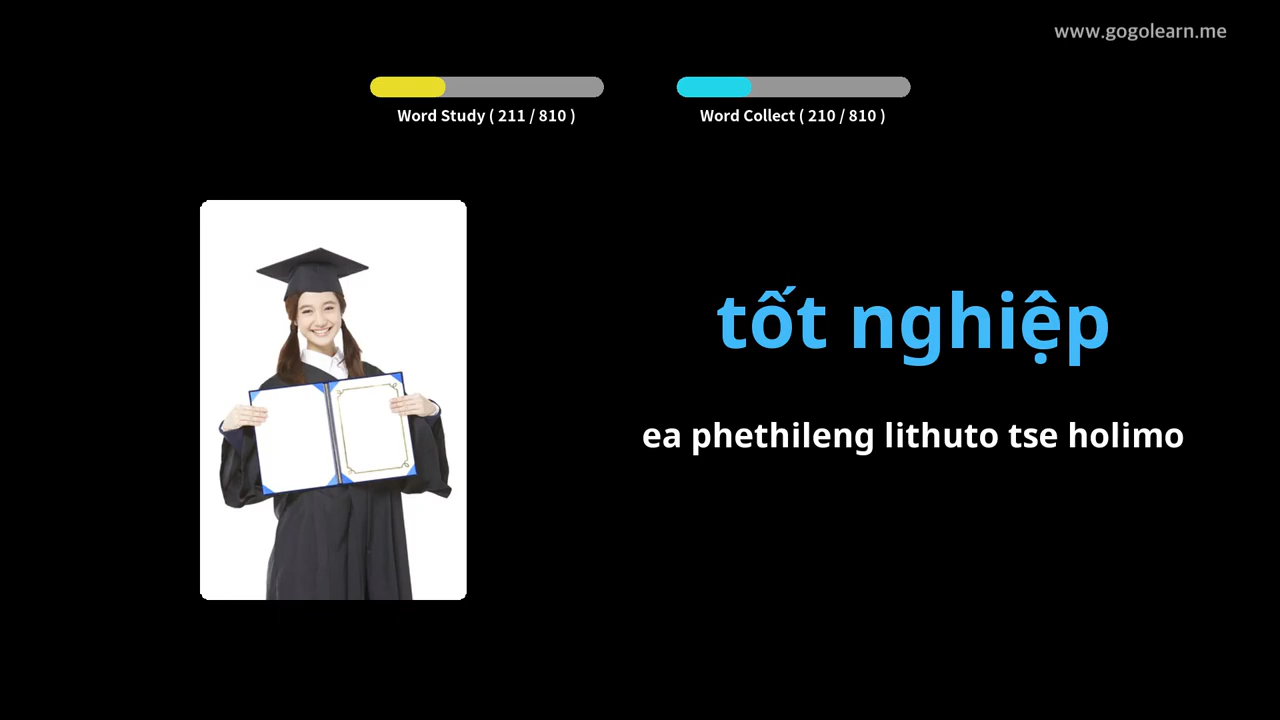 www.gogolearn.me
Word Study ( 211 / 810 )
Word Collect ( 210 / 810 )
tốt nghiệp
ea phethileng lithuto tse holimo